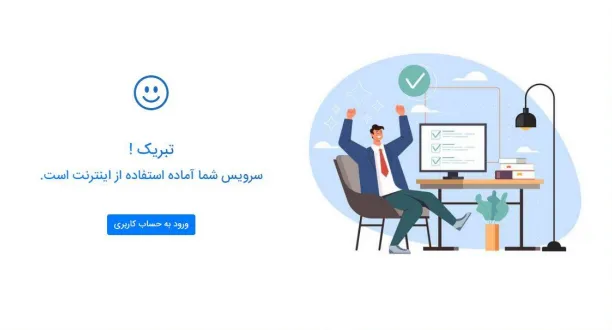 تبریک !
سرویس شما آماده استفاده از اینترنت است.
ورود به حساب کاربری